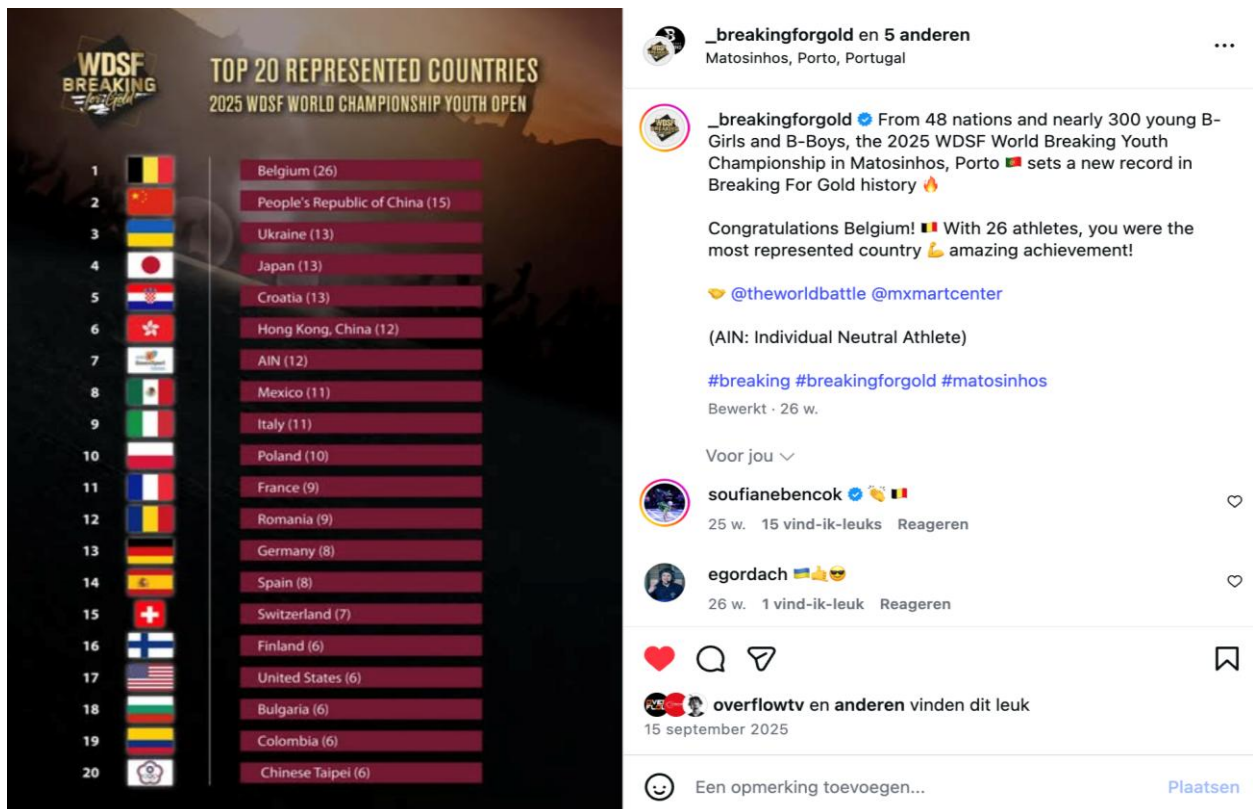 WDSF
BREAKING
for Gold
TOP 20 REPRESENTED COUNTRIES
2025 WDSF WORLD CHAMPIONSHIP YOUTH OPEN
1 Belgium (26)
2 People's Republic of China (15)
3 Ukraine (13)
4 Japan (13)
5 Croatia (13)
6 Hong Kong, China (12)
7 AIN (12)
8 Mexico (11)
9 Italy (11)
10 Poland (10)
11 France (9)
12 Romania (9)
13 Germany (8)
14 Spain (8)
15 Switzerland (7)
16 Finland (6)
17 United States (6)
18 Bulgaria (6)
19 Colombia (6)
20 Chinese Taipei (6)
_breakingforgold en 5 anderen
Matosinhos, Porto, Portugal
_breakingforgold From 48 nations and nearly 300 young B-
Girls and B-Boys, the 2025 WDSF World Breaking Youth
Championship in Matosinhos, Porto 🇵🇹 sets a new record in
Breaking For Gold history 🔥
Congratulations Belgium! 🇧🇪 With 26 athletes, you were the
most represented country 💪 amazing achievement!
🤝 @theworldbattle @mxmartcenter
(AIN: Individual Neutral Athlete)
#breaking #breakingforgold #matosinhos
Bewerkt · 26 w.
Voor jou
soufianebencok 👏 🇧🇪
25 w. 15 vind-ik-leuks Reageren
egordach 🇺🇦🤙😎
26 w. 1 vind-ik-leuk Reageren
overflowtv en anderen vinden dit leuk
15 september 2025
Een opmerking toevoegen...
Plaatsen